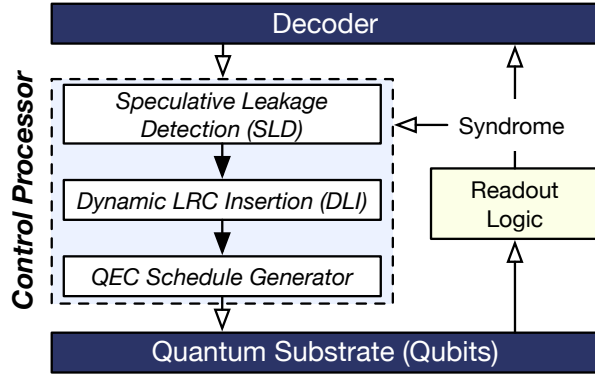 Decoder
Control Processor
Speculative Leakage
Detection (SLD)
Syndrome
Dynamic LRC Insertion (DLI)
Readout
Logic
QEC Schedule Generator
Quantum Substrate (Qubits)